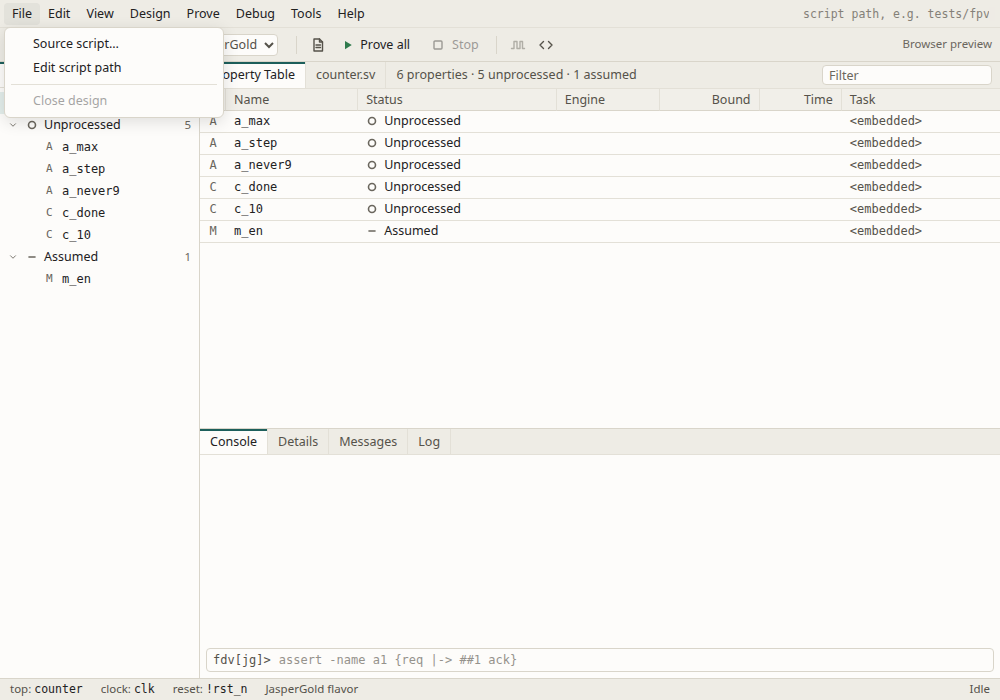 File Edit View Design Prove Debug Tools Help script path, e.g. tests/fpv
Source script...
Edit script path
Close design
rGold Prove all Stop Browser preview
operty Table counter.sv 6 properties · 5 unprocessed · 1 assumed Filter
Name Status Engine Bound Time Task
A a_max Unprocessed <embedded>
A a_step Unprocessed <embedded>
A a_never9 Unprocessed <embedded>
C c_done Unprocessed <embedded>
C c_10 Unprocessed <embedded>
M m_en Assumed <embedded>
Unprocessed 5
A a_max
A a_step
A a_never9
C c_done
C c_10
Assumed 1
M m_en
Console Details Messages Log
fdv[jg]> assert -name a1 {req |-> ##1 ack}
top: counter clock: clk reset: !rst_n JasperGold flavor Idle